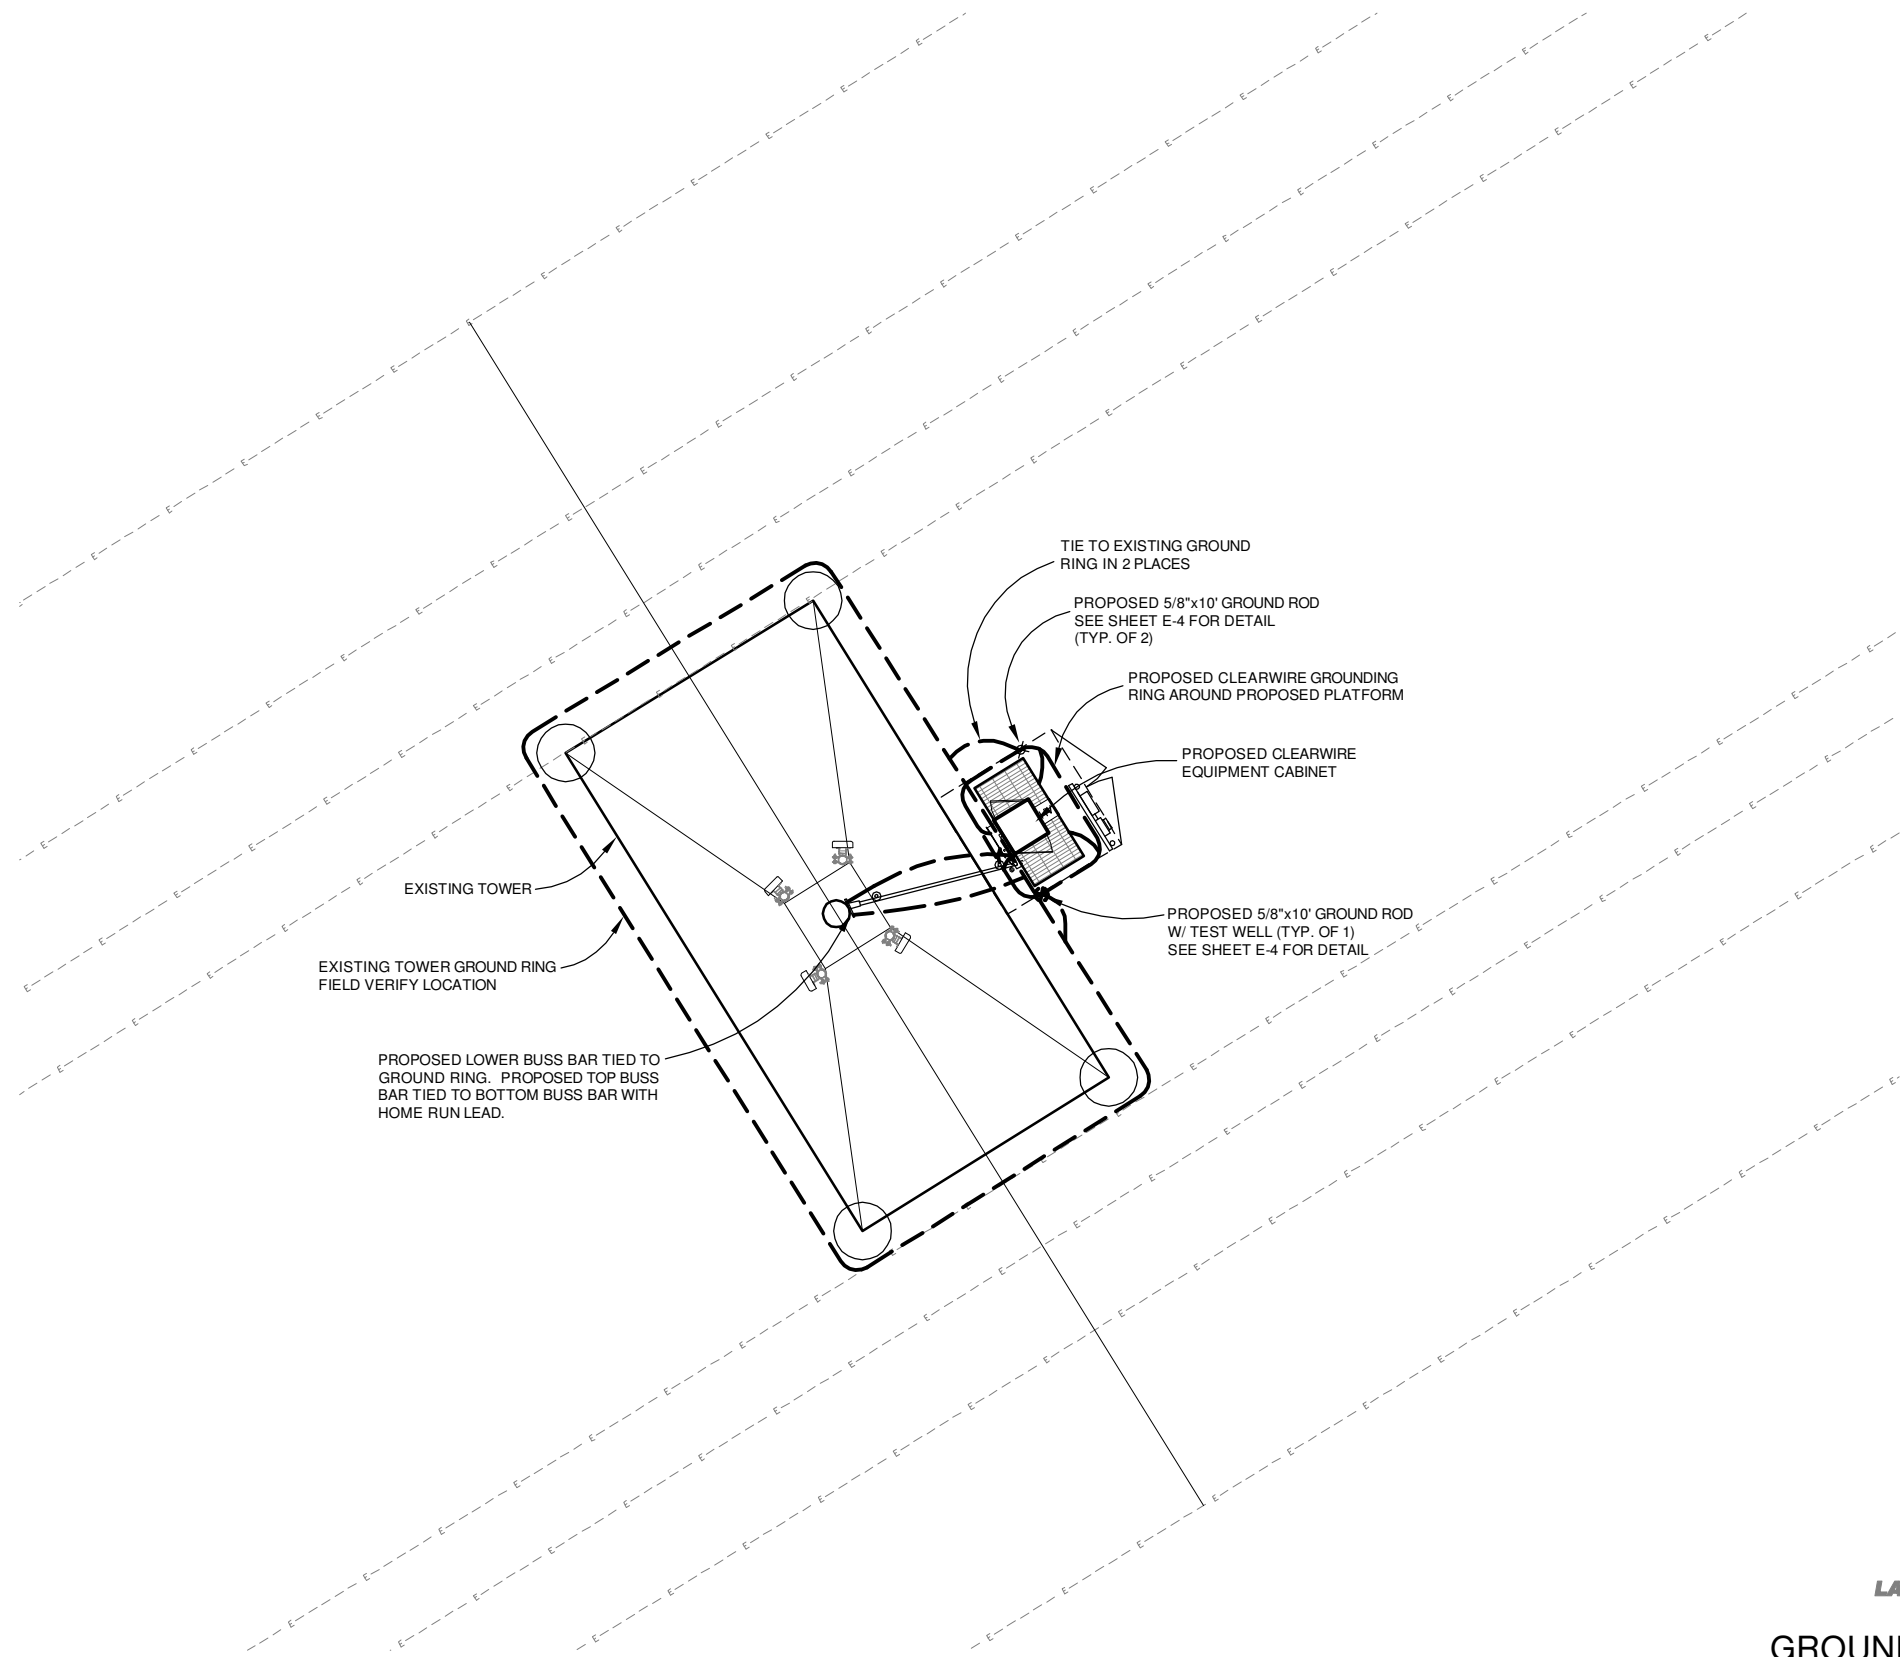 TIE TO EXISTING GROUND
RING IN 2 PLACES
PROPOSED 5/8"x10' GROUND ROD
SEE SHEET E-4 FOR DETAIL
(TYP. OF 2)
PROPOSED CLEARWIRE GROUNDING
RING AROUND PROPOSED PLATFORM
PROPOSED CLEARWIRE
EQUIPMENT CABINET
EXISTING TOWER
PROPOSED 5/8"x10' GROUND ROD
W/ TEST WELL (TYP. OF 1)
SEE SHEET E-4 FOR DETAIL
EXISTING TOWER GROUND RING
FIELD VERIFY LOCATION
PROPOSED LOWER BUSS BAR TIED TO
GROUND RING. PROPOSED TOP BUSS
BAR TIED TO BOTTOM BUSS BAR WITH
HOME RUN LEAD.